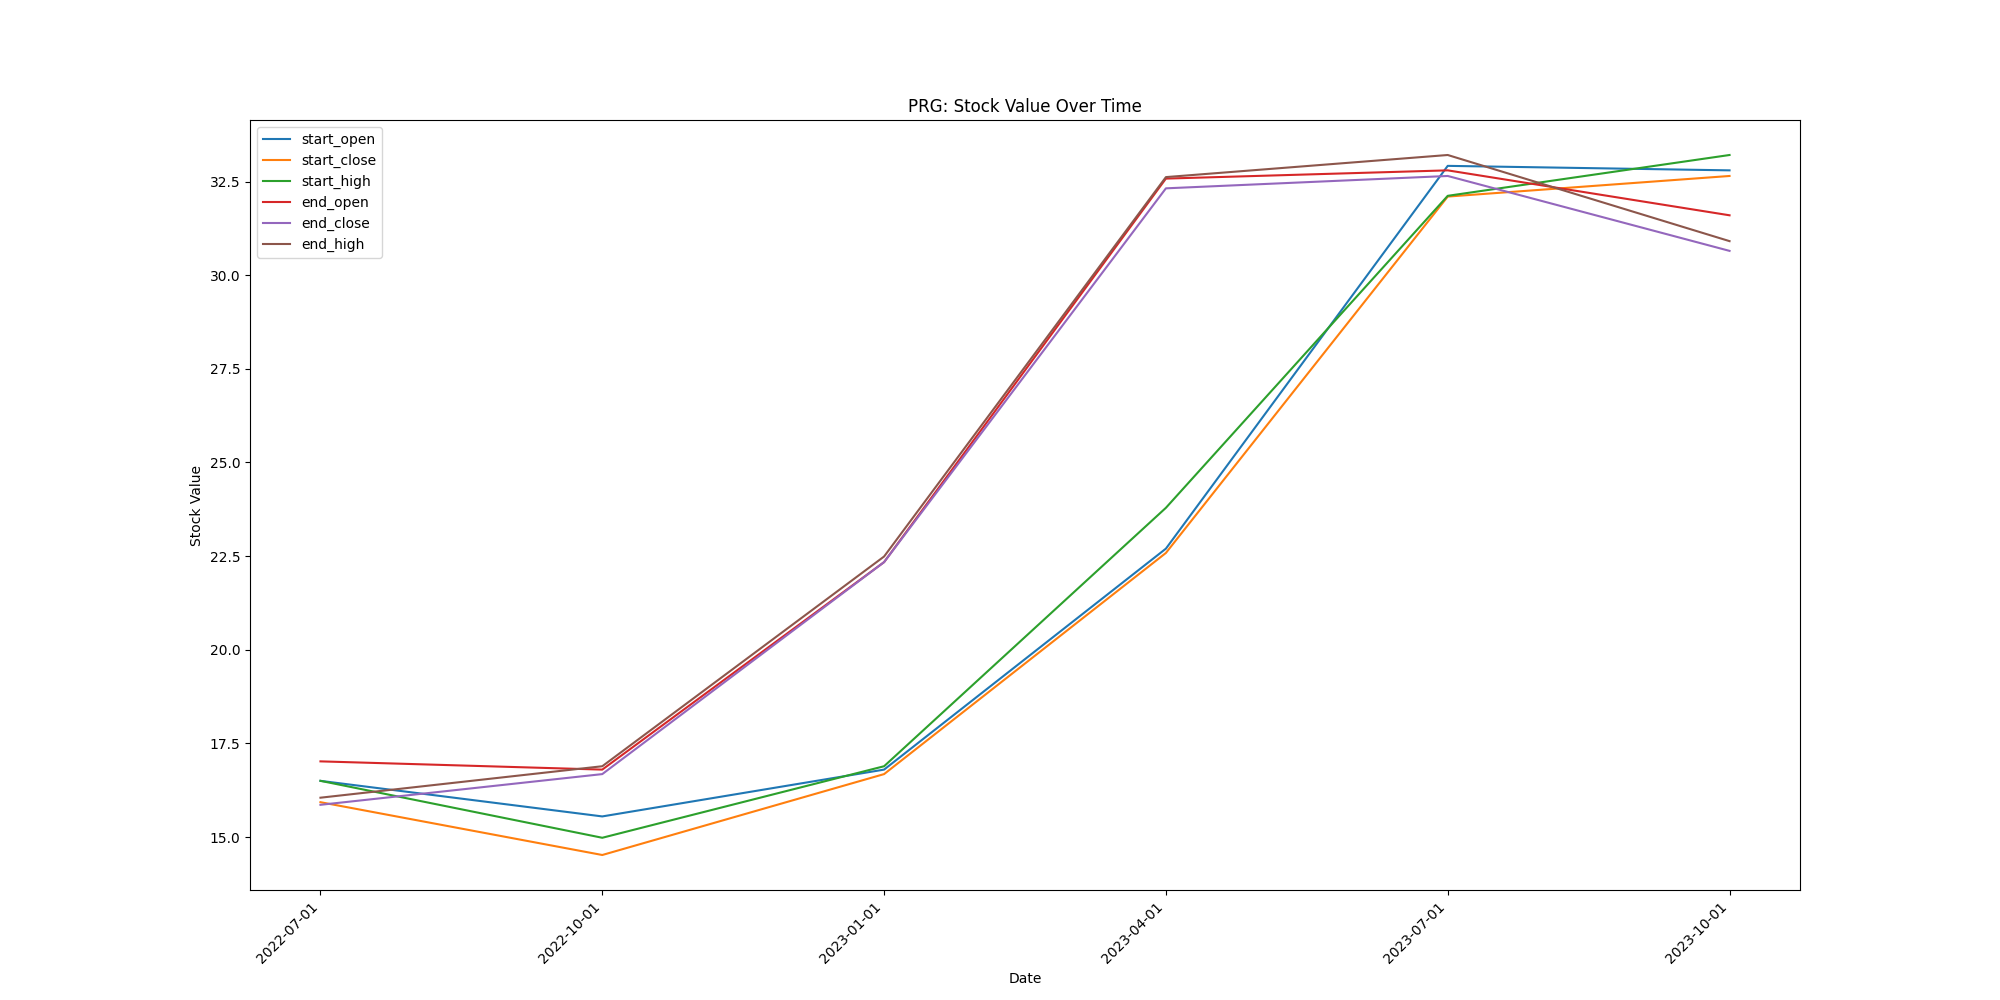 PRG: Stock Value Over Time
start_open
start_close
start_high
end_open
end_close
end_high
32.5
30.0
27.5
25.0
22.5
20.0
17.5
15.0
Stock Value
2022-07-01
2022-10-01
2023-01-01
2023-04-01
2023-07-01
2023-10-01
Date